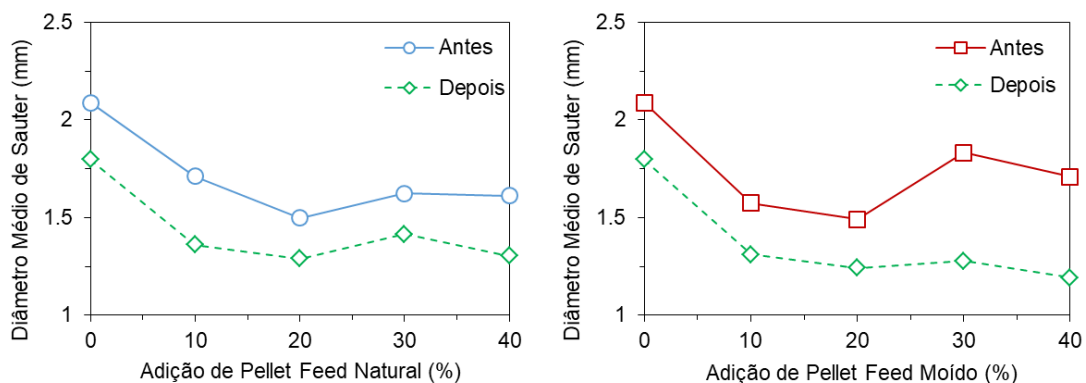 Diâmetro Médio de Sauter (mm)
2.5
2
1.5
1
Antes
Depois
0
10
20
30
40
Adição de Pellet Feed Natural (%)
Diâmetro Médio de Sauter (mm)
2.5
2
1.5
1
Antes
Depois
0
10
20
30
40
Adição de Pellet Feed Moído (%)